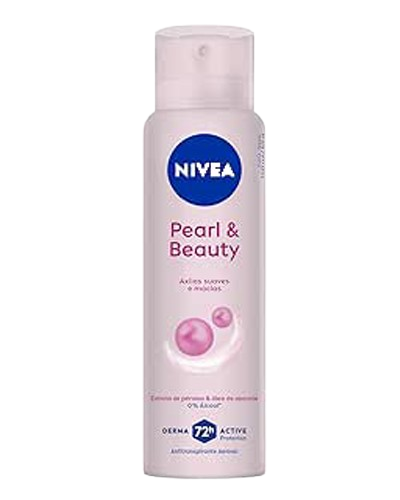 NIVEA
Pearl &
Beauty
Axilas suaves
e macias
Extrato de pérolas & óleo de abacate
0% Álcool*
DERMA 72h ACTIVE
Protection
Antitranspirante Aerosol